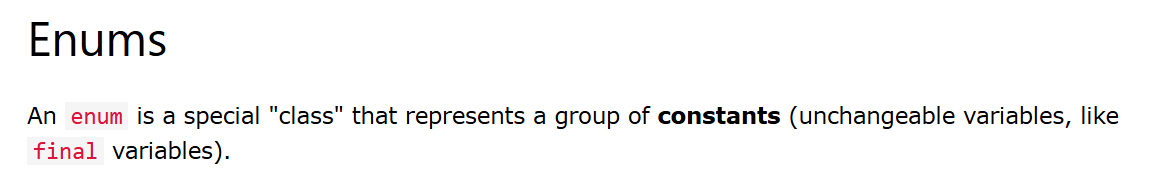 Enums
An enum is a special "class" that represents a group of constants (unchangeable variables, like
final variables).